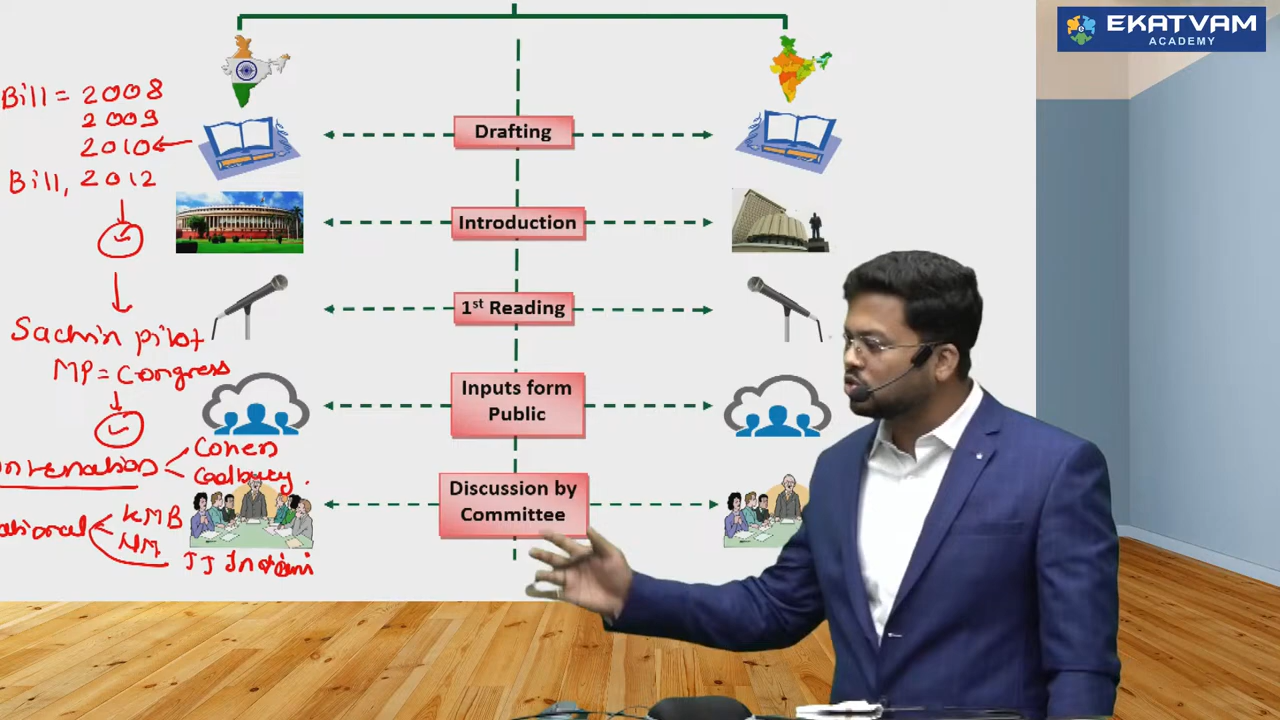 EKATVAM
ACADEMY
Drafting
Introduction
1st Reading
Inputs form
Public
Discussion by
Committee
Bill = 2008
2009
2010
Bill, 2012
Sachin pilot
MP = Congress
Cohen
KMB
NM
JJ Irani